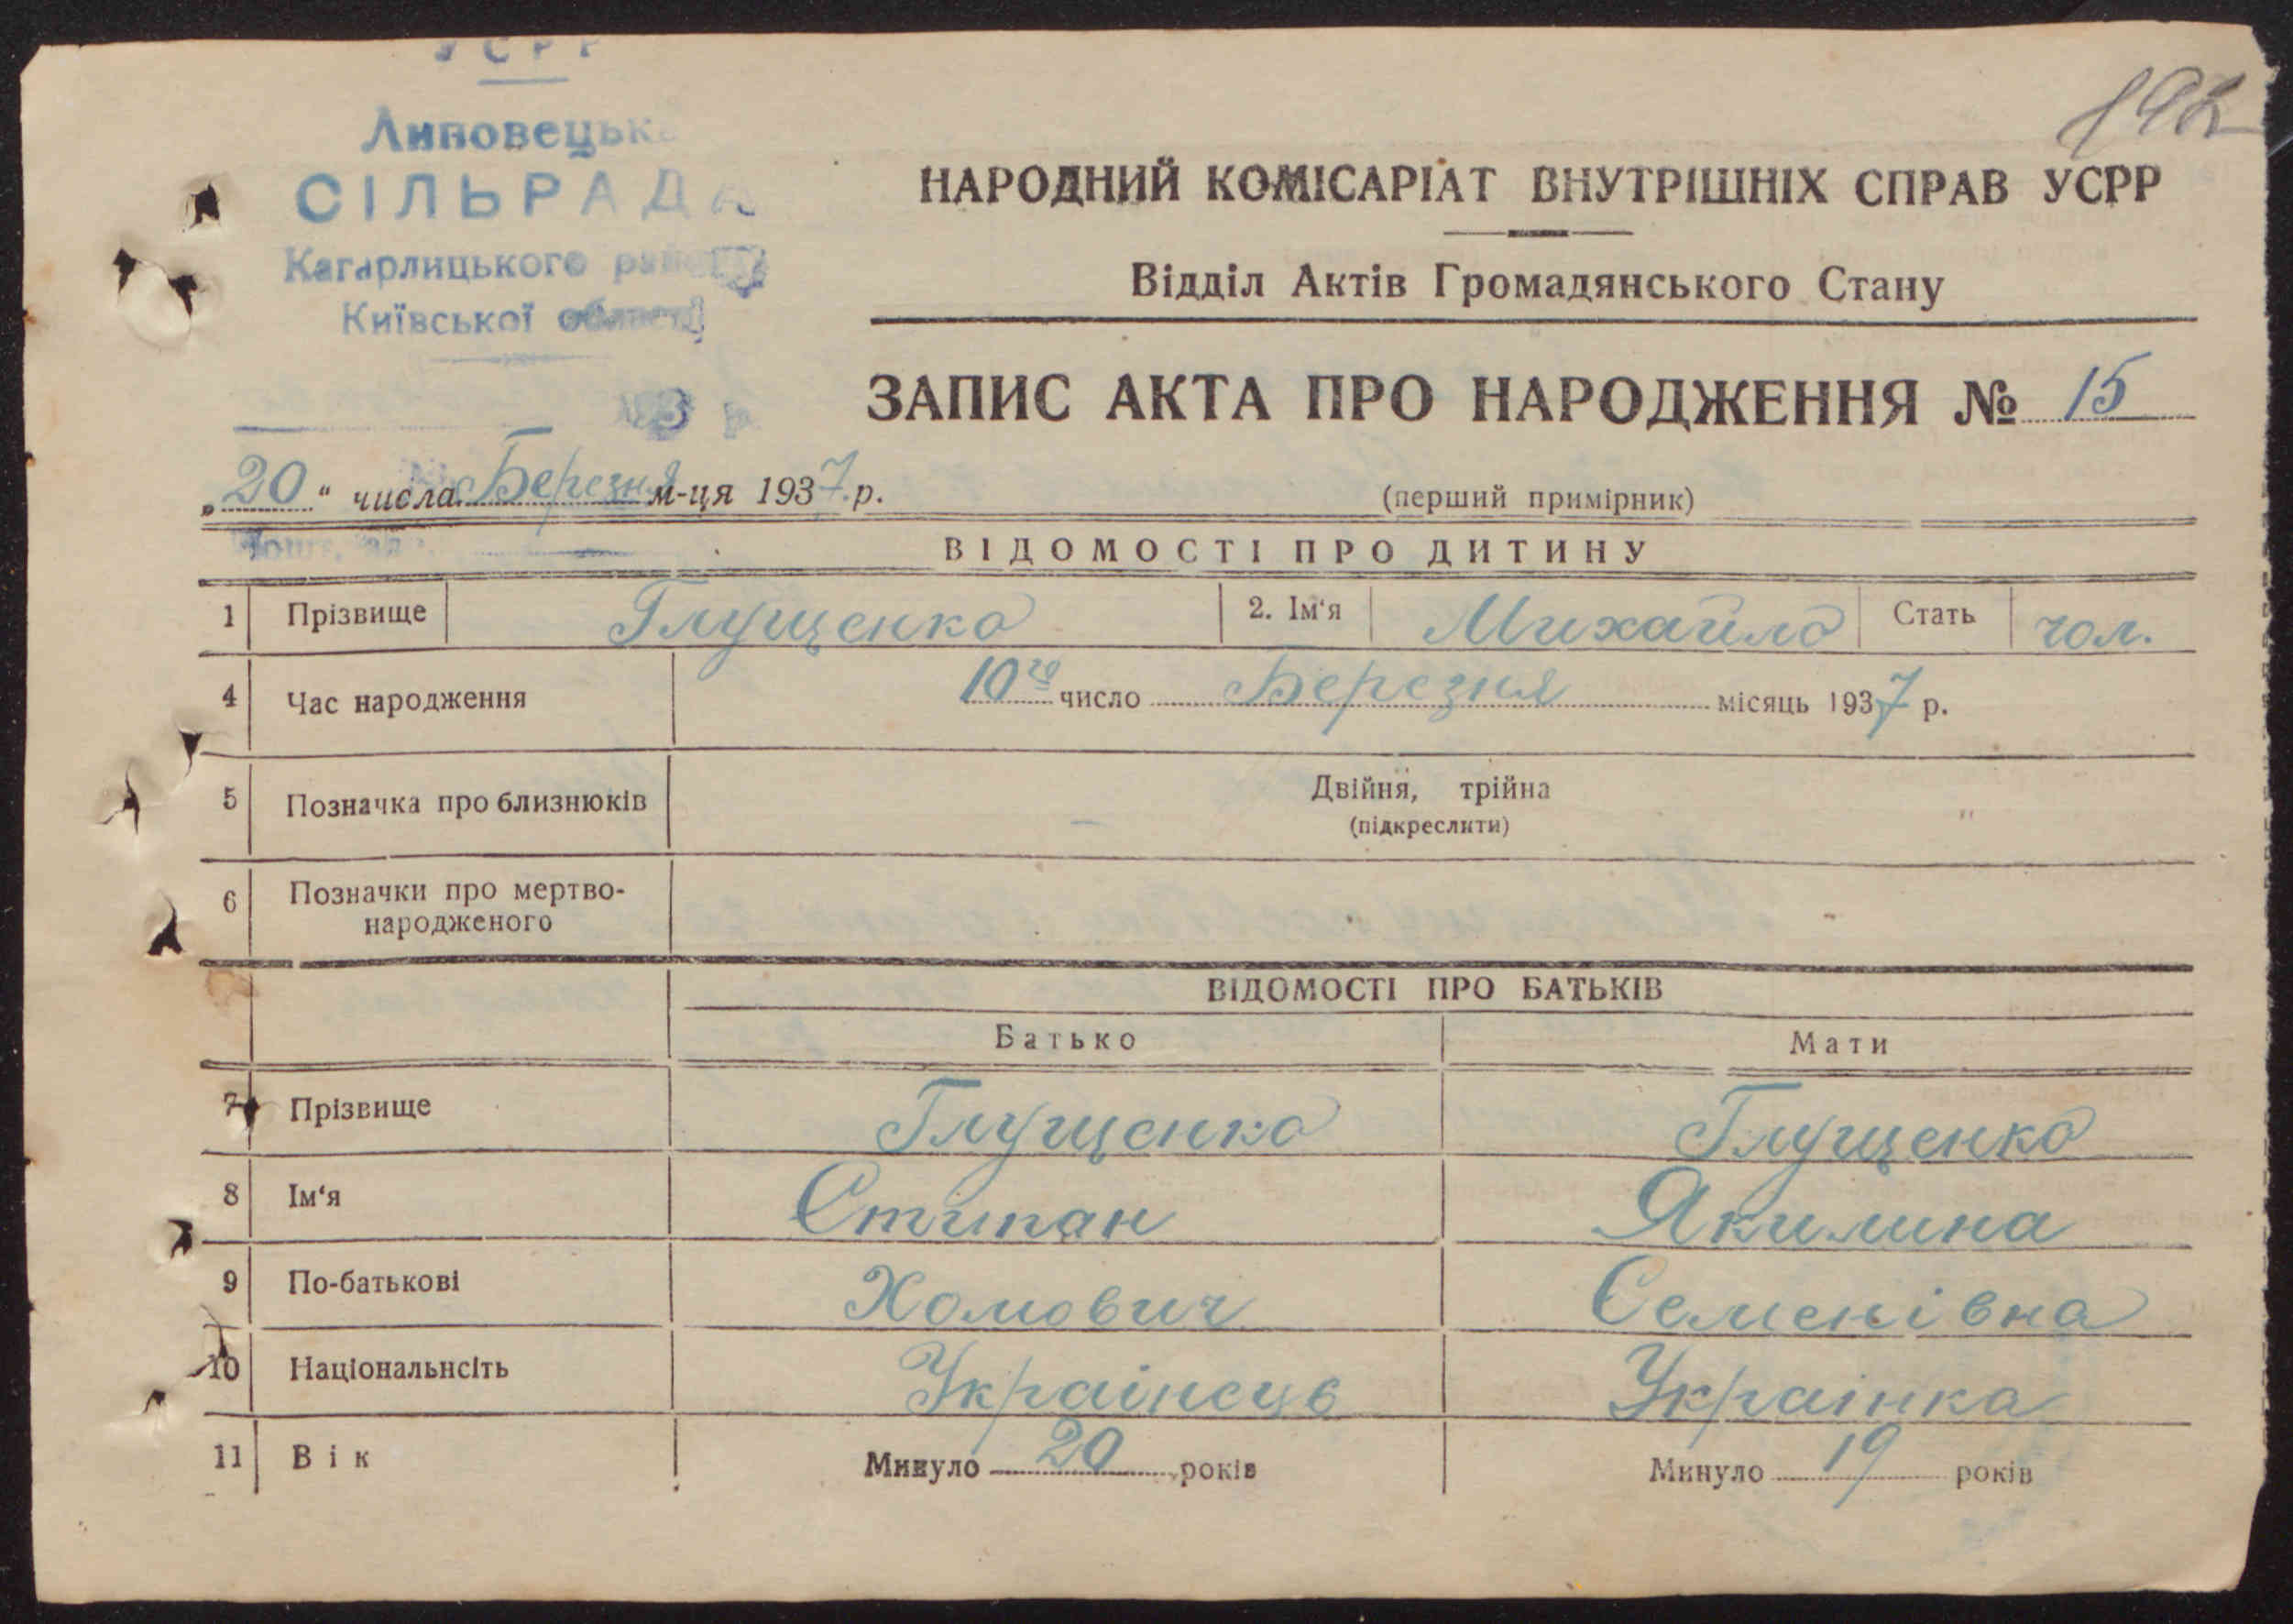 УСРР
Липовецька
СІЛЬРАДА
Кагарлицького
Київської області
НАРОДНИЙ КОМІСАРІАТ ВНУТРІШНІХ СПРАВ УСРР
Відділ Актів Громадянського Стану
ЗАПИС АКТА ПРО НАРОДЖЕННЯ № 15
„20“ числа Березня м-ця 1937 р.
(перший примірник)
ВІДОМОСТІ ПРО ДИТИНУ
1 Прізвище Глущенко 2. Ім‘я Михайло Стать чол.
4 Час народження 10го число Березня місяць 1937 р.
5 Позначка про близнюків Двійня, трійна
(підкреслити)
6 Позначки про мертво-
народженого
ВІДОМОСТІ ПРО БАТЬКІВ
Батько Мати
7 Прізвище Глущенко Глущенко
8 Ім‘я Стипан Якилина
9 По-батькові Хомович Семенівна
10 Національнсіть Українець Українка
11 Вік Минуло 20 років Минуло 19 років